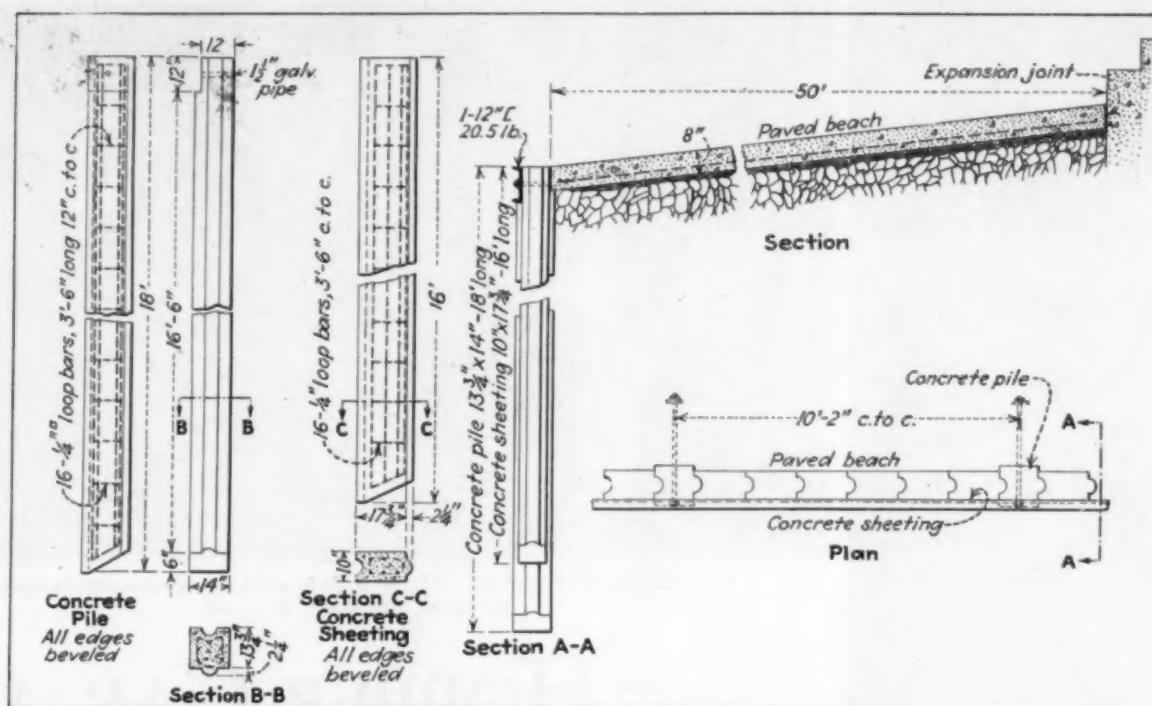 12
12"
1½" galv.
pipe
16-¼"⌀ loop bars, 3'-6" long 12" c. to c.
18'
16'-6"
B B
6"
14"
Concrete
Pile
All edges
beveled
13¾"
2¼"
Section B-B
16-¼" loop bars, 3'-6" c. to c.
16'
C C
17¾"
2¼"
10"
Section C-C
Concrete
Sheeting
All edges
beveled
1-12" [
20.5 lb.
Concrete pile 13¾" x 14"-18' long
Concrete sheeting 10" x 17¾"-16' long
Section A-A
50'
Expansion joint
8"
Paved beach
Section
Concrete pile
10'-2" c. to c.
A
Paved beach
Concrete sheeting
Plan
A